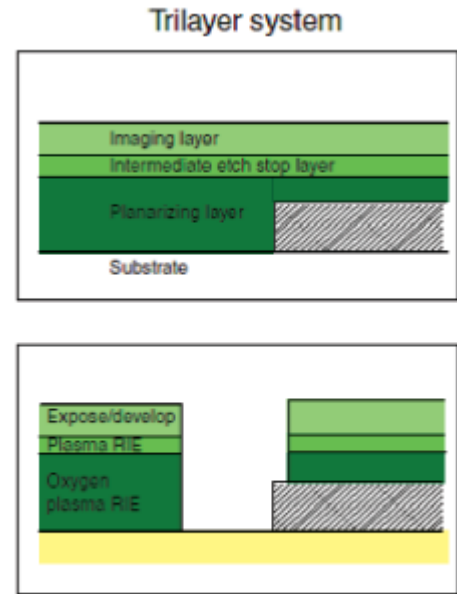 Trilayer system
Imaging layer
Intermediate etch stop layer
Planarizing layer
Substrate
Expose/develop
Plasma RIE
Oxygen
plasma RIE